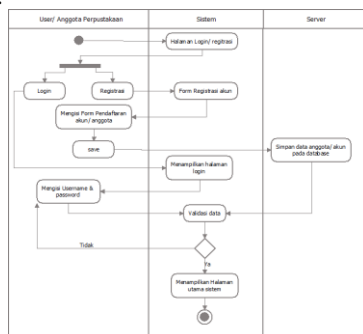 User/ Anggota Perpustakaan
Sistem
Server
Halaman Login/ regitrasi
Login
Registrasi
Form Registrasi akun
Mengisi Form Pendaftaran
akun/ anggota
save
Simpan data anggota/ akun
pada database
Menampilkan halaman
login
Mengisi Username &
password
Validasi data
Tidak
Ya
Menampilkan Halaman
utama sistem